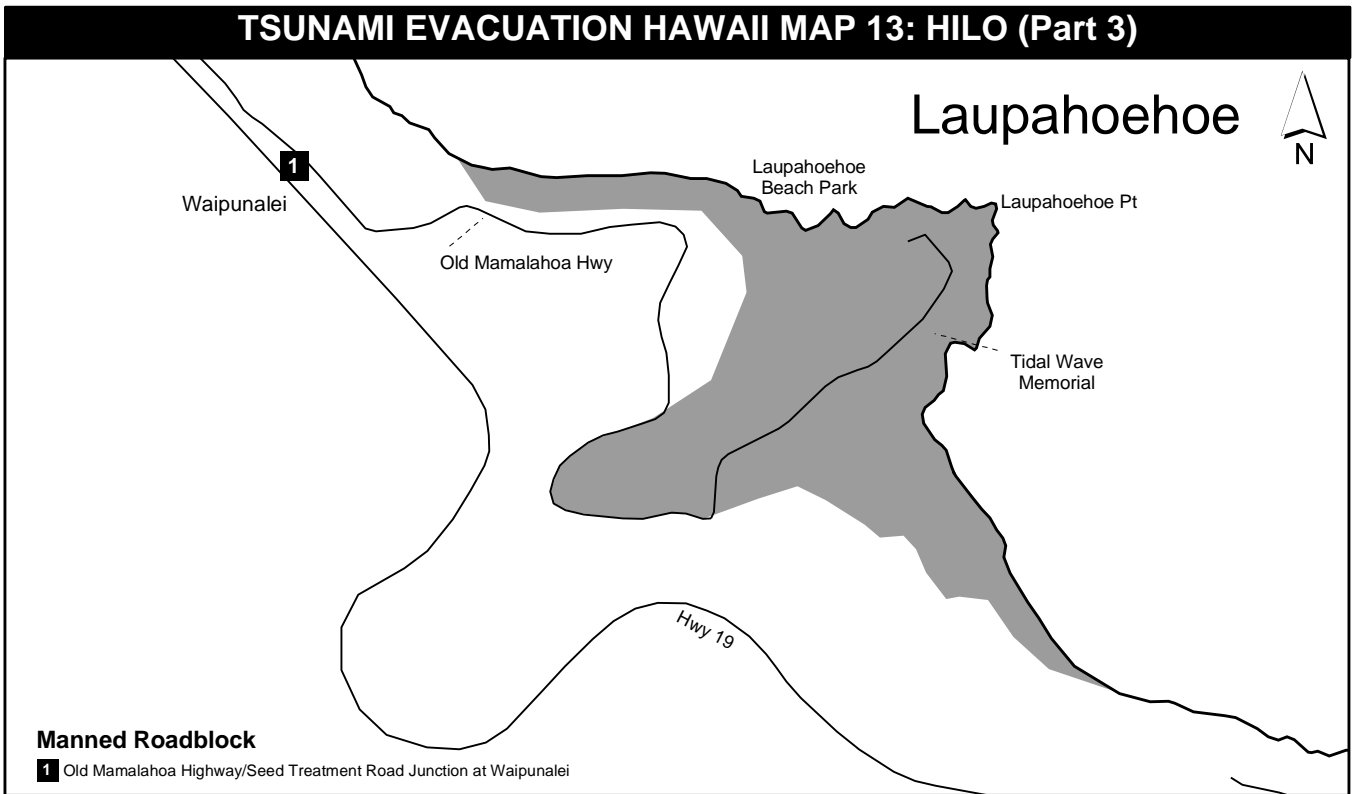 TSUNAMI EVACUATION HAWAII MAP 13: HILO (Part 3)
Laupahoehoe
N
Laupahoehoe
Beach Park
Laupahoehoe Pt
1
Waipunalei
Old Mamalahoa Hwy
Tidal Wave
Memorial
Hwy 19
Manned Roadblock
1 Old Mamalahoa Highway/Seed Treatment Road Junction at Waipunalei